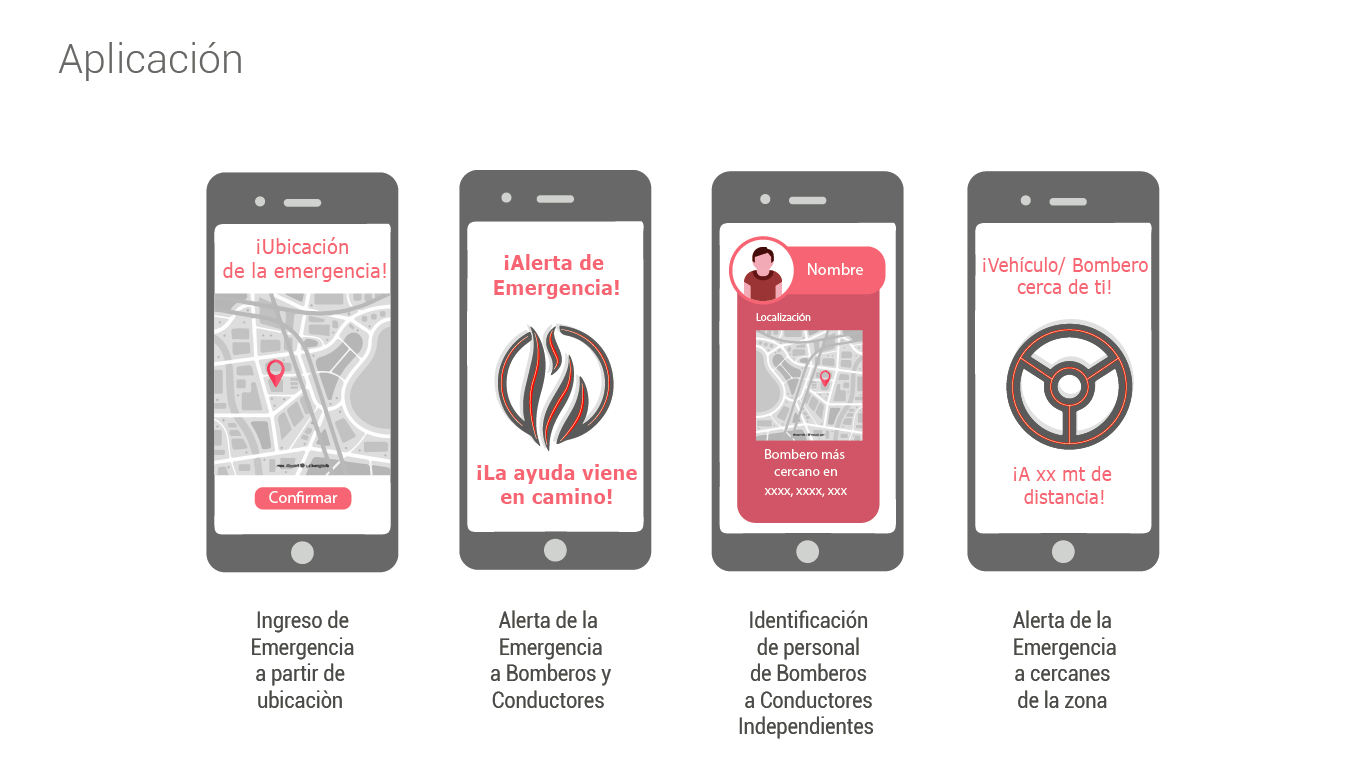 Aplicación
¡Ubicación
de la emergencia!
Confirmar
¡Alerta de
Emergencia!
¡La ayuda viene
en camino!
Nombre
Localización
Bombero más
cercano en
xxxx, xxxx, xxx
¡Vehículo/ Bombero
cerca de ti!
¡A xx mt de
distancia!
Ingreso de
Emergencia
a partir de
ubicaciòn
Alerta de la
Emergencia
a Bomberos y
Conductores
Identificación
de personal
de Bomberos
a Conductores
Independientes
Alerta de la
Emergencia
a cercanes
de la zona